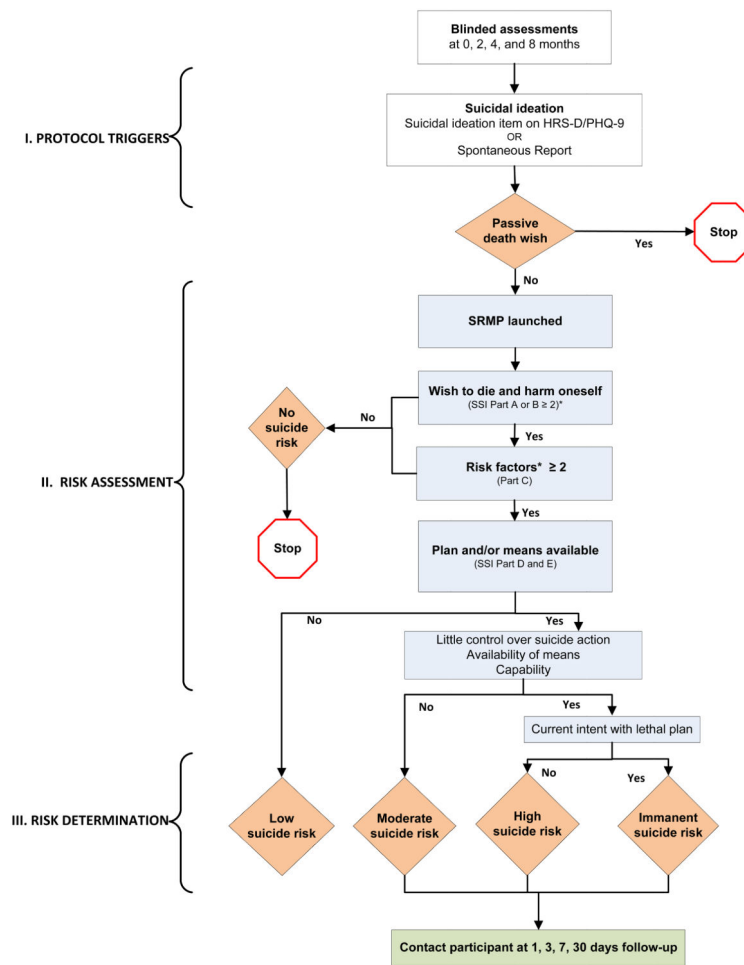 Blinded assessments
at 0, 2, 4, and 8 months
I. PROTOCOL TRIGGERS
Suicidal ideation
Suicidal ideation item on HRS-D/PHQ-9
OR
Spontaneous Report
Passive
death wish
Yes
Stop
No
SRMP launched
Wish to die and harm oneself
(SSI Part A or B ≥ 2)*
No
suicide
risk
No
Yes
II. RISK ASSESSMENT
Risk factors* ≥ 2
(Part C)
Yes
Stop
Plan and/or means available
(SSI Part D and E)
No
Yes
Little control over suicide action
Availability of means
Capability
No
Yes
Current intent with lethal plan
No
Yes
III. RISK DETERMINATION
Low
suicide risk
Moderate
suicide risk
High
suicide risk
Immanent
suicide risk
Contact participant at 1, 3, 7, 30 days follow-up